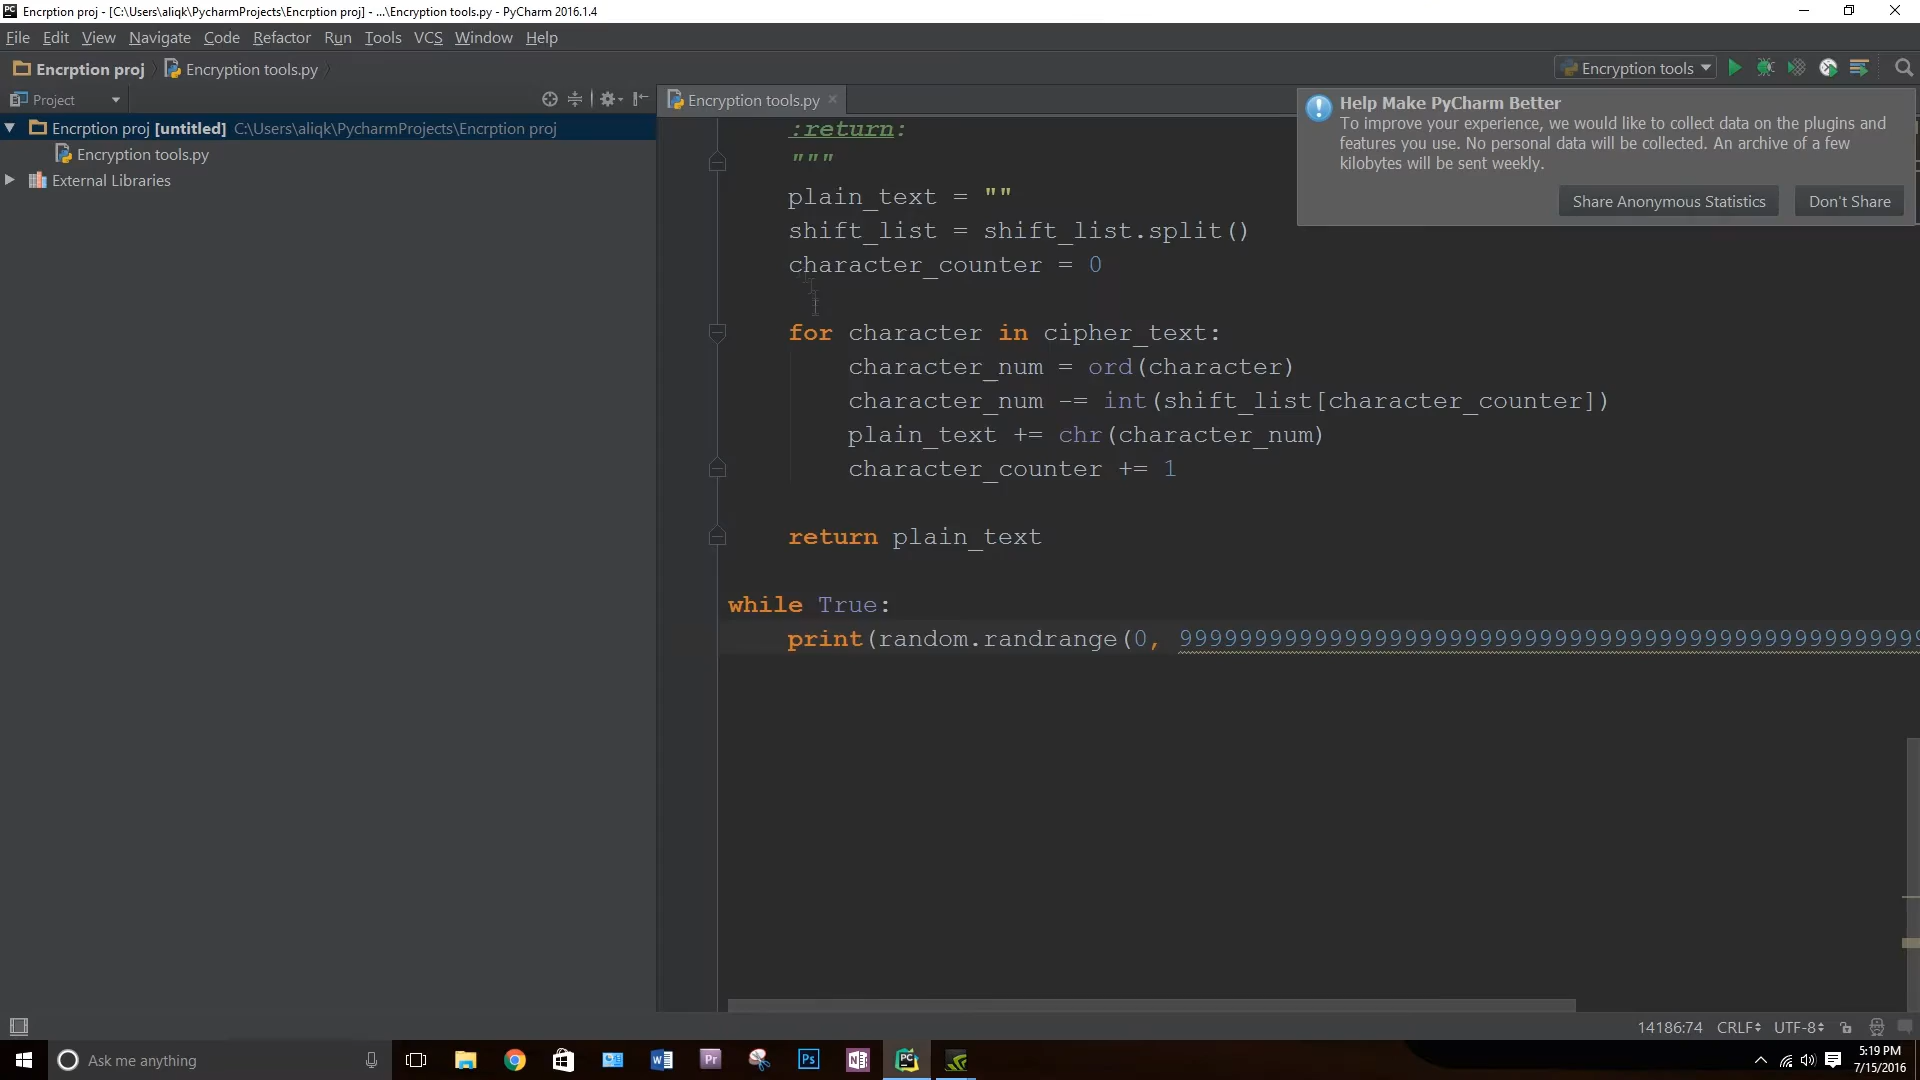 Encrption proj - [C:\Users\aliqk\PycharmProjects\Encrption proj] - ...\Encryption tools.py - PyCharm 2016.1.4
File Edit View Navigate Code Refactor Run Tools VCS Window Help
Encrption proj Encryption tools.py
Encryption tools
Project
Encryption tools.py
Encrption proj [untitled] C:\Users\aliqk\PycharmProjects\Encrption proj
Encryption tools.py
External Libraries
Help Make PyCharm Better
To improve your experience, we would like to collect data on the plugins and
features you use. No personal data will be collected. An archive of a few
kilobytes will be sent weekly.
Share Anonymous Statistics Don't Share
:return:
"""
plain_text = ""
shift_list = shift_list.split()
character_counter = 0
for character in cipher_text:
character_num = ord(character)
character_num -= int(shift_list[character_counter])
plain_text += chr(character_num)
character_counter += 1
return plain_text
while True:
print(random.randrange(0, 99999999999999999999999999999999999999999999999999
14186:74 CRLF UTF-8
Ask me anything
5:19 PM
7/15/2016